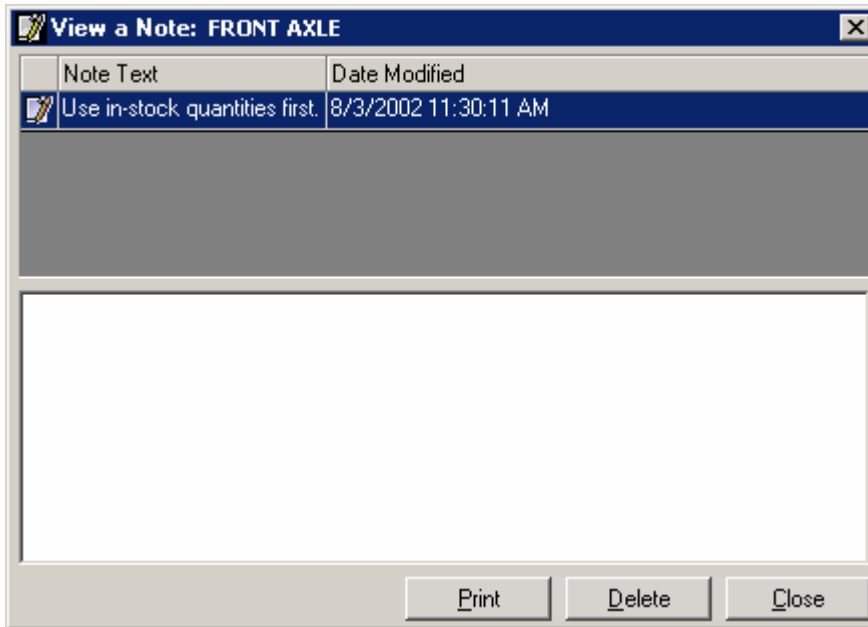 View a Note: FRONT AXLE
Note Text Date Modified
Use in-stock quantities first. 8/3/2002 11:30:11 AM
Print Delete Close